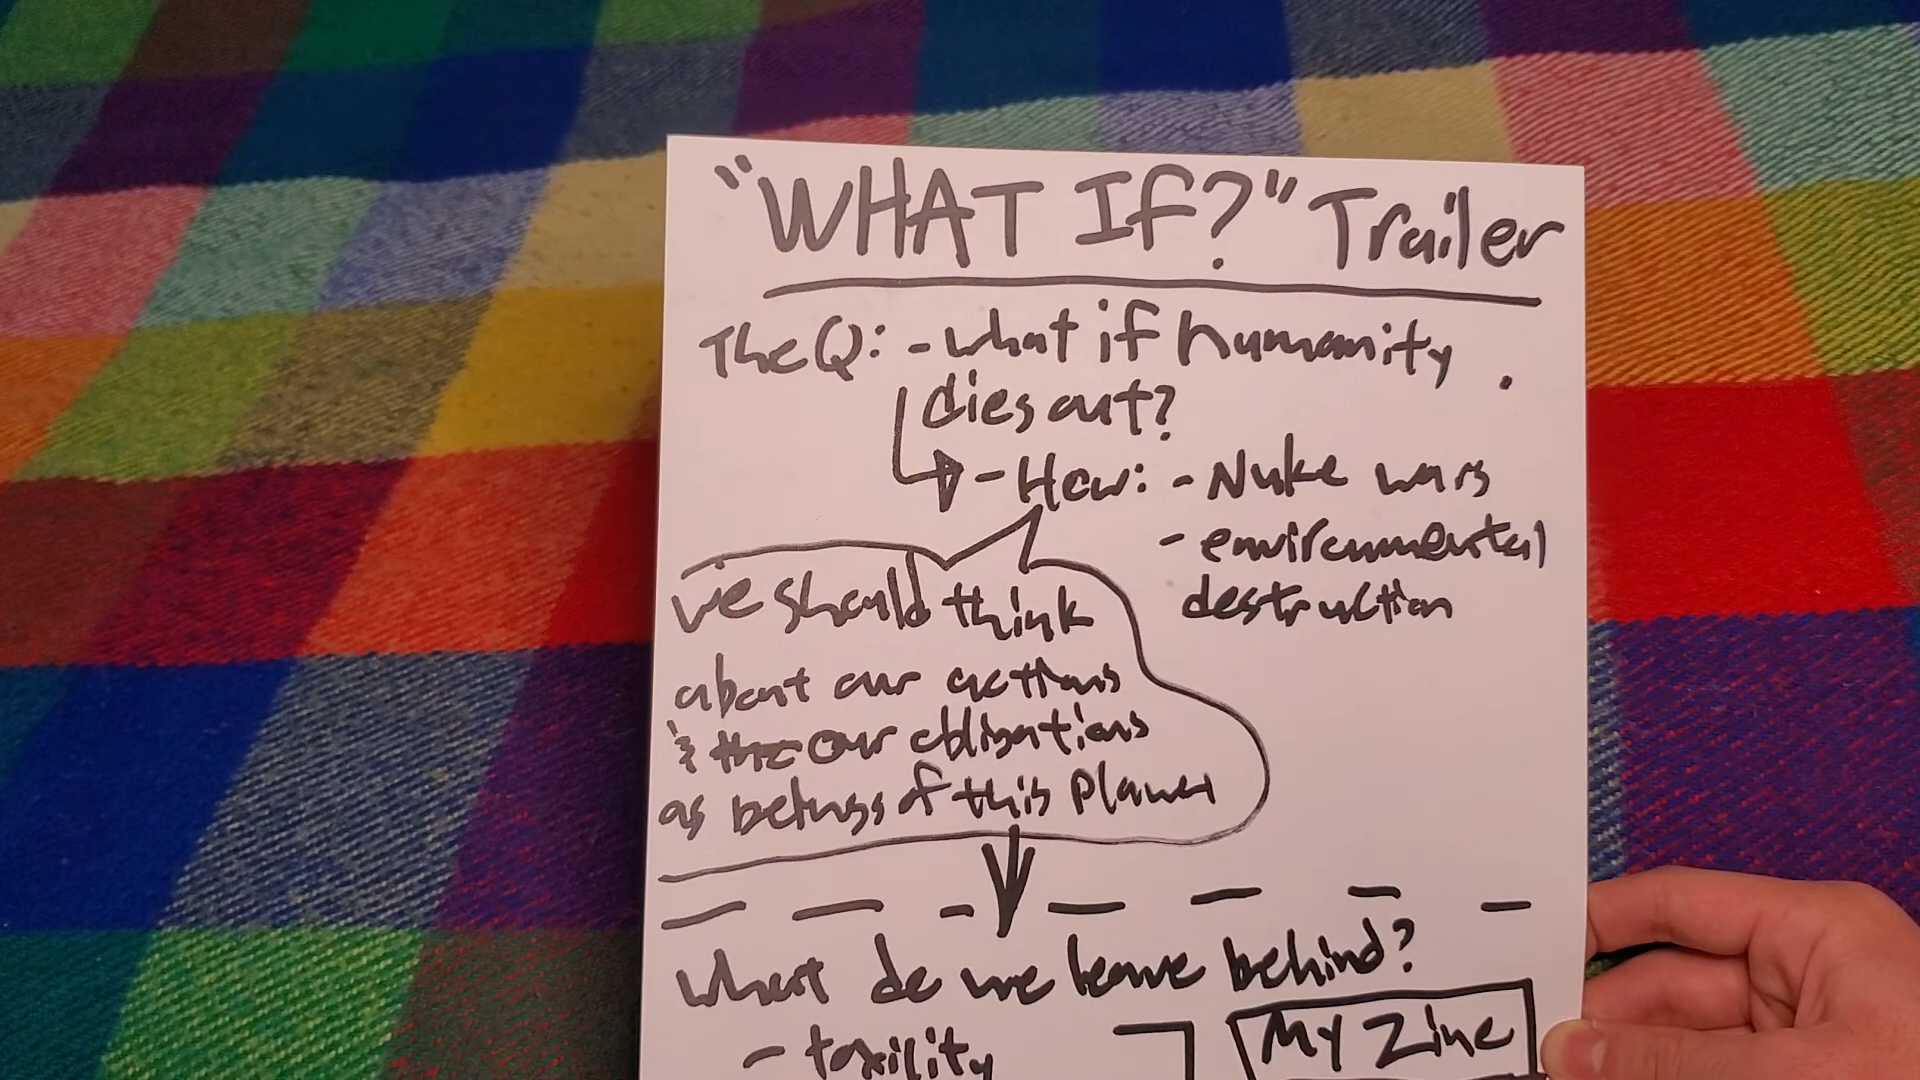 "WHAT If?" Trailer
The Q: - what if humanity
dies out?
- How: - Nuke wars
- environmental
destruction
we should think
about our actions
& the our obligations
as beings of this planet
what do we leave behind?
- toxility
My Zine